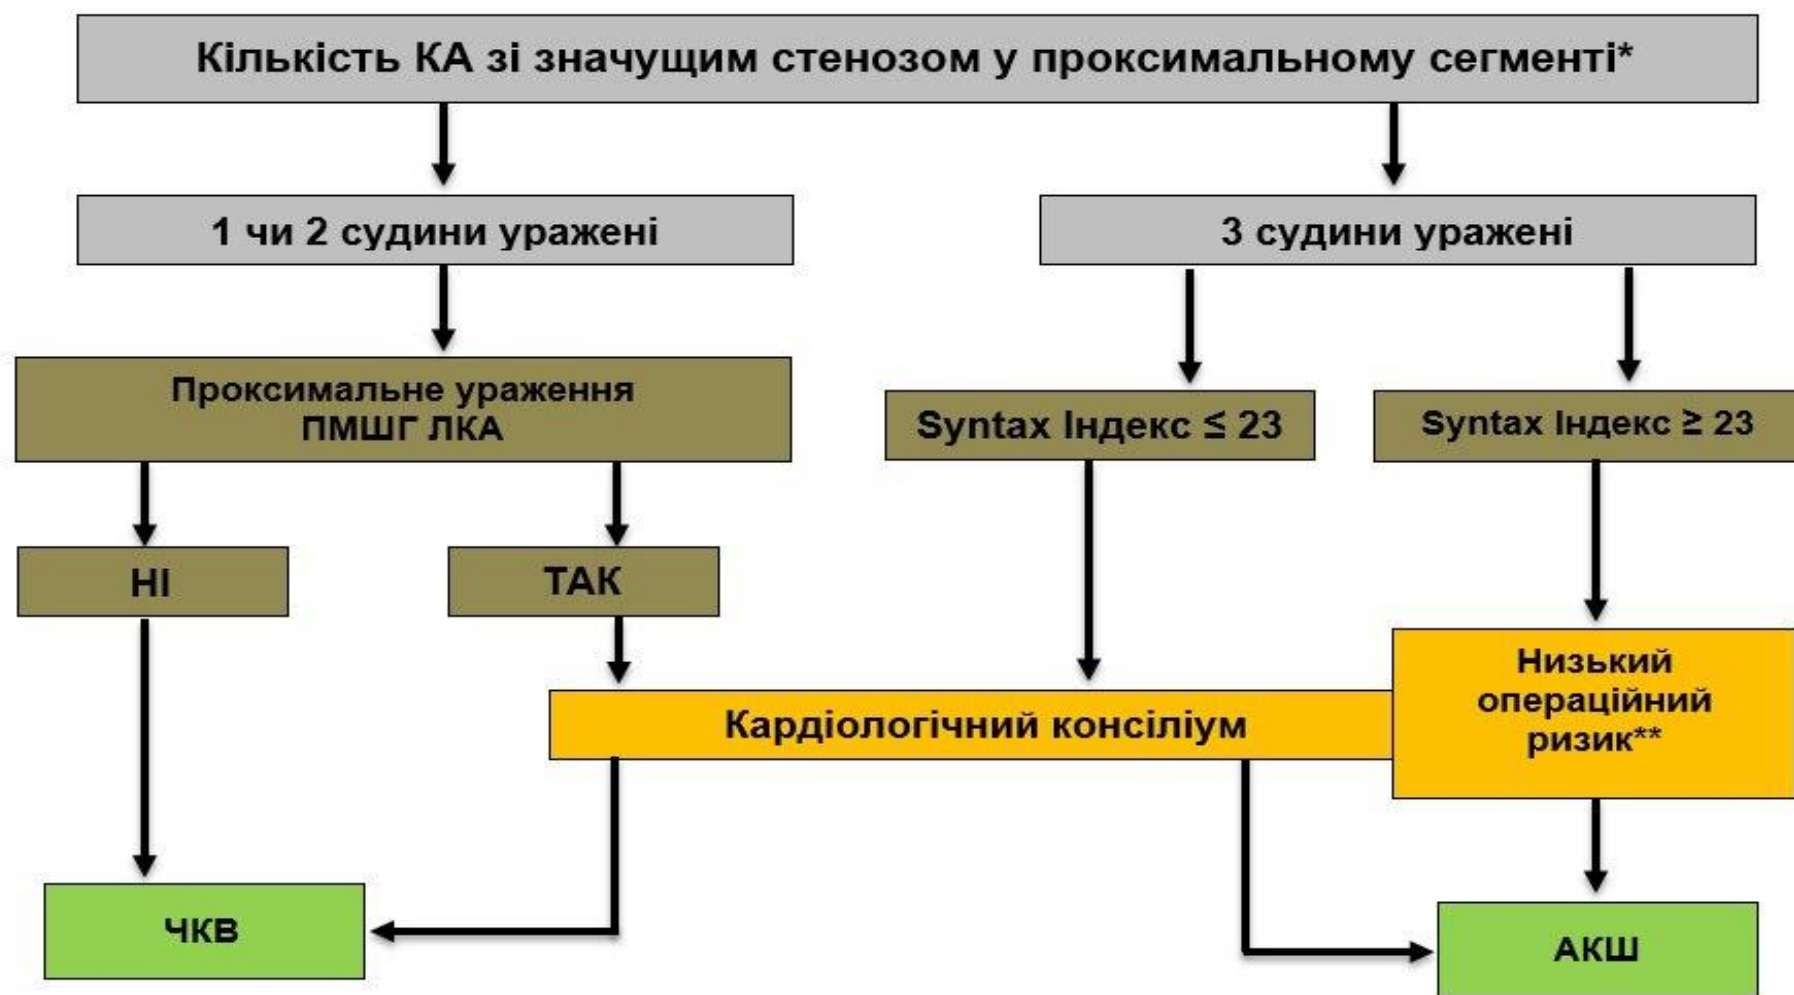 Кількість КА зі значущим стенозом у проксимальному сегменті*
1 чи 2 судини уражені
3 судини уражені
Проксимальне ураження
ПМШГ ЛКА
Syntax Індекс ≤ 23
Syntax Індекс ≥ 23
НІ
ТАК
Кардіологічний консіліум
Низький
операційний
ризик**
ЧКВ
АКШ